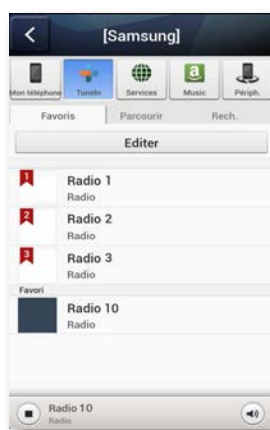 [Samsung]
Mon téléphone TuneIn Services Music Périph.
Favoris Parcourir Rech.
Editer
1
Radio 1
Radio
2
Radio 2
Radio
3
Radio 3
Radio
Favori
Radio 10
Radio
Radio 10
Radio